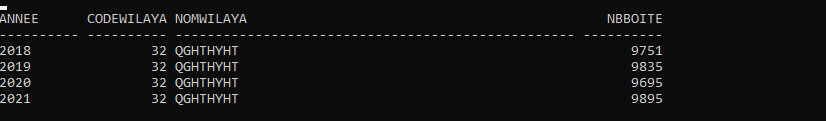 ANNEE CODEWILAYA NOMWILAYA NBBOITE
---------- ---------- -------------------------------------------------- ----------
2018 32 QGHTHYHT 9751
2019 32 QGHTHYHT 9835
2020 32 QGHTHYHT 9695
2021 32 QGHTHYHT 9895